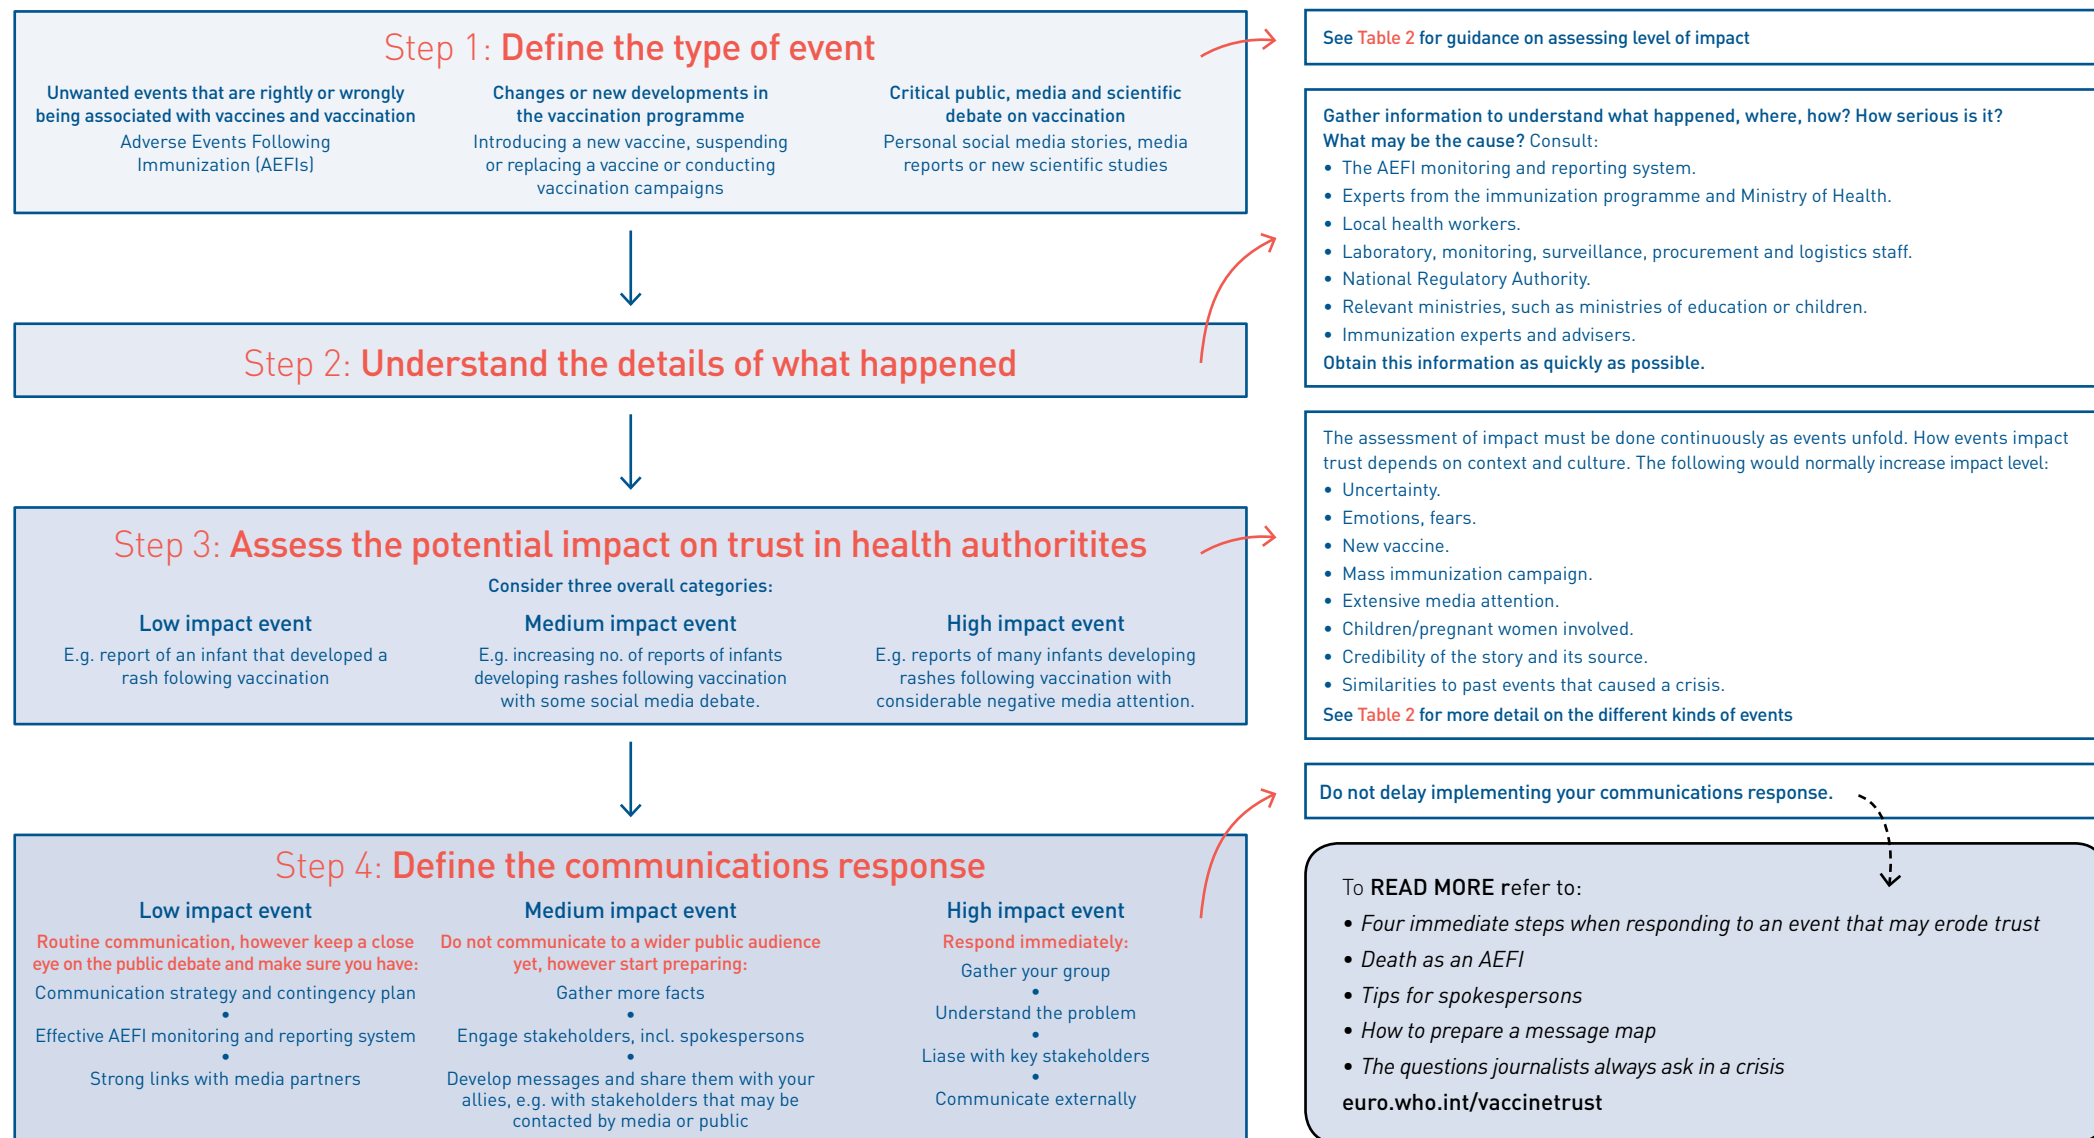 Step 1: Define the type of event
Unwanted events that are rightly or wrongly
being associated with vaccines and vaccination
Adverse Events Following
Immunization (AEFIs)
Changes or new developments in
the vaccination programme
Introducing a new vaccine, suspending
or replacing a vaccine or conducting
vaccination campaigns
Critical public, media and scientific
debate on vaccination
Personal social media stories, media
reports or new scientific studies
See Table 2 for guidance on assessing level of impact
Step 2: Understand the details of what happened
Gather information to understand what happened, where, how? How serious is it?
What may be the cause? Consult:
• The AEFI monitoring and reporting system.
• Experts from the immunization programme and Ministry of Health.
• Local health workers.
• Laboratory, monitoring, surveillance, procurement and logistics staff.
• National Regulatory Authority.
• Relevant ministries, such as ministries of education or children.
• Immunization experts and advisers.
Obtain this information as quickly as possible.
Step 3: Assess the potential impact on trust in health authoritites
Consider three overall categories:
Low impact event
E.g. report of an infant that developed a
rash folowing vaccination
Medium impact event
E.g. increasing no. of reports of infants
developing rashes following vaccination
with some social media debate.
High impact event
E.g. reports of many infants developing
rashes following vaccination with
considerable negative media attention.
The assessment of impact must be done continuously as events unfold. How events impact
trust depends on context and culture. The following would normally increase impact level:
• Uncertainty.
• Emotions, fears.
• New vaccine.
• Mass immunization campaign.
• Extensive media attention.
• Children/pregnant women involved.
• Credibility of the story and its source.
• Similarities to past events that caused a crisis.
See Table 2 for more detail on the different kinds of events
Step 4: Define the communications response
Low impact event
Routine communication, however keep a close
eye on the public debate and make sure you have:
Communication strategy and contingency plan
•
Effective AEFI monitoring and reporting system
•
Strong links with media partners
Medium impact event
Do not communicate to a wider public audience
yet, however start preparing:
Gather more facts
•
Engage stakeholders, incl. spokespersons
•
Develop messages and share them with your
allies, e.g. with stakeholders that may be
contacted by media or public
High impact event
Respond immediately:
Gather your group
•
Understand the problem
•
Liase with key stakeholders
•
Communicate externally
Do not delay implementing your communications response.
To READ MORE refer to:
• Four immediate steps when responding to an event that may erode trust
• Death as an AEFI
• Tips for spokespersons
• How to prepare a message map
• The questions journalists always ask in a crisis
euro.who.int/vaccinetrust